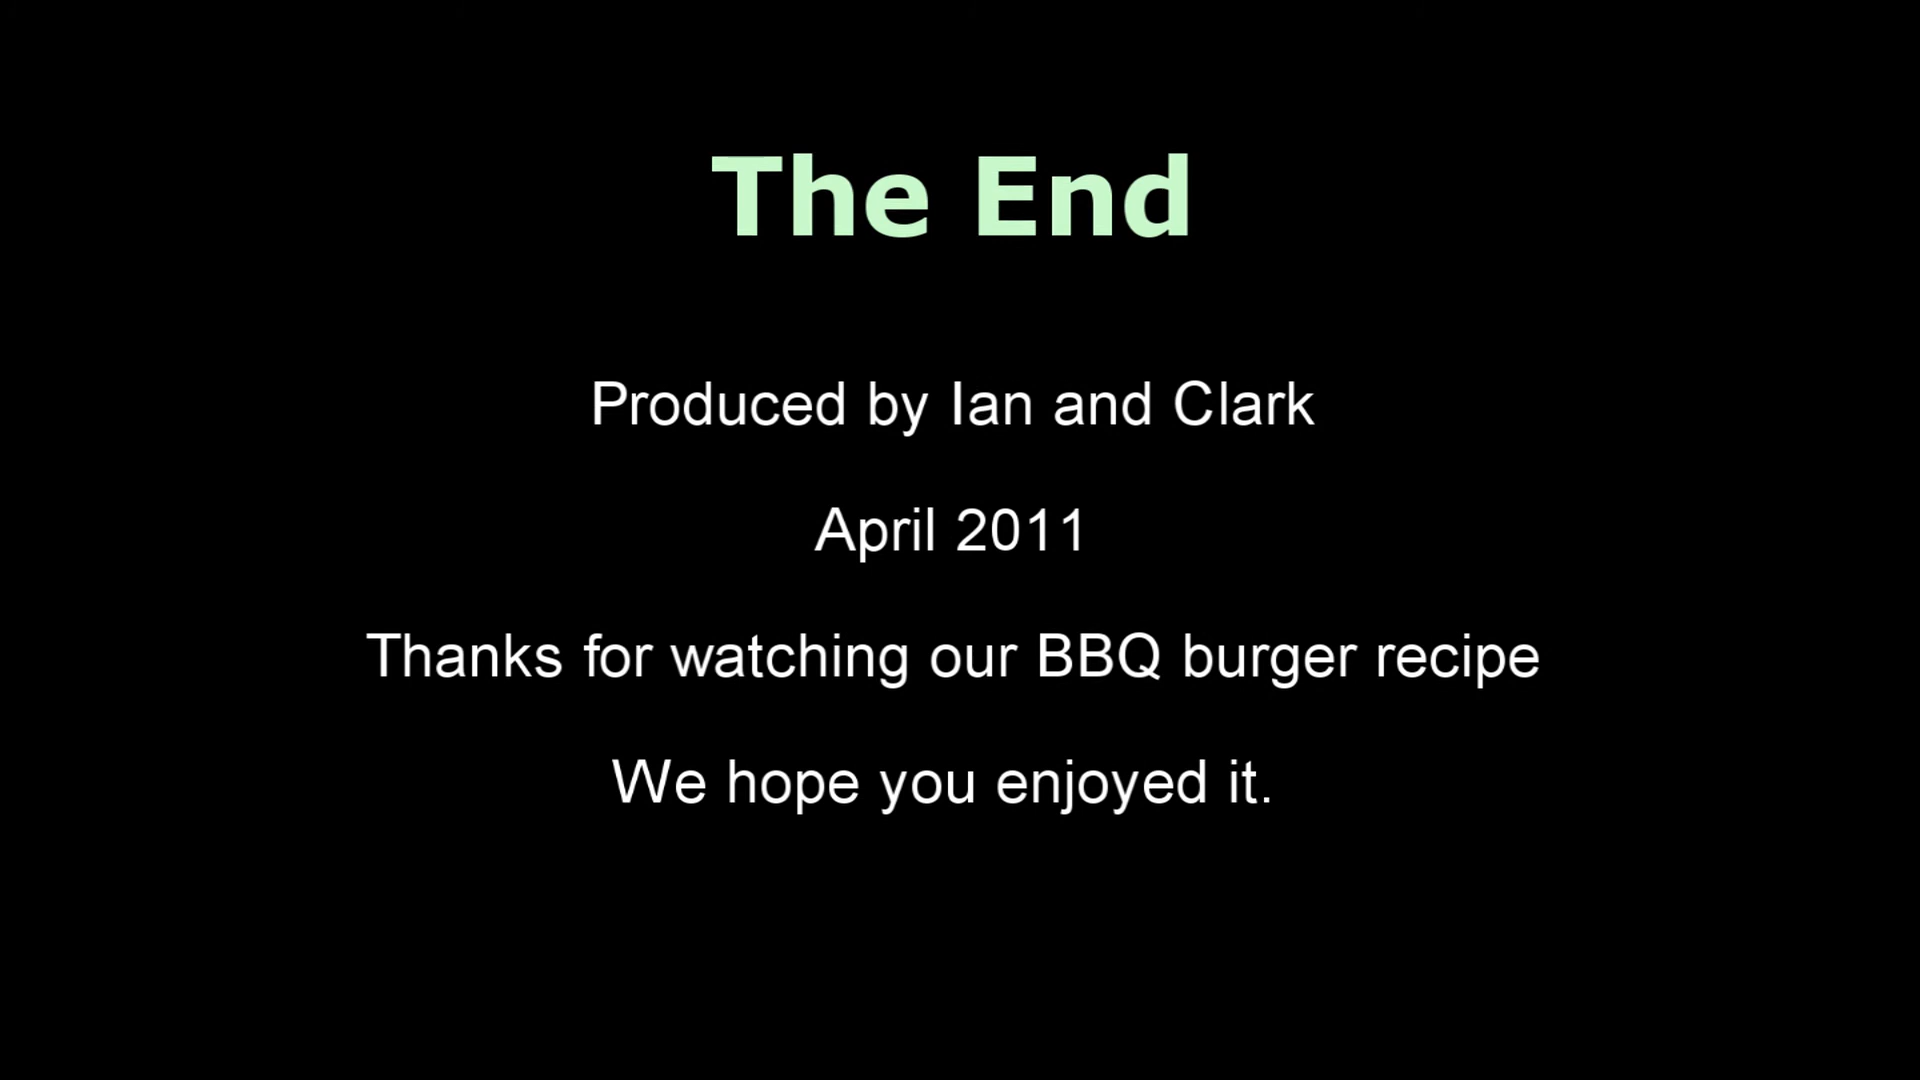 The End
Produced by Ian and Clark
April 2011
Thanks for watching our BBQ burger recipe
We hope you enjoyed it.